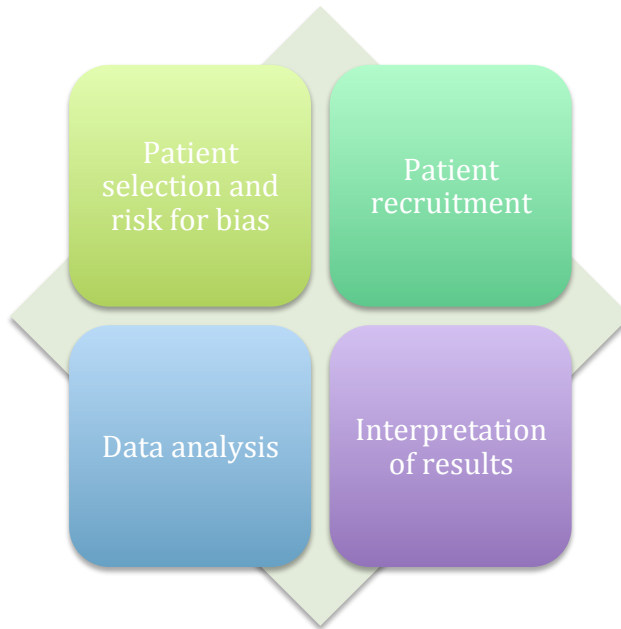 Patient
selection and
risk for bias
Patient
recruitment
Data analysis
Interpretation
of results